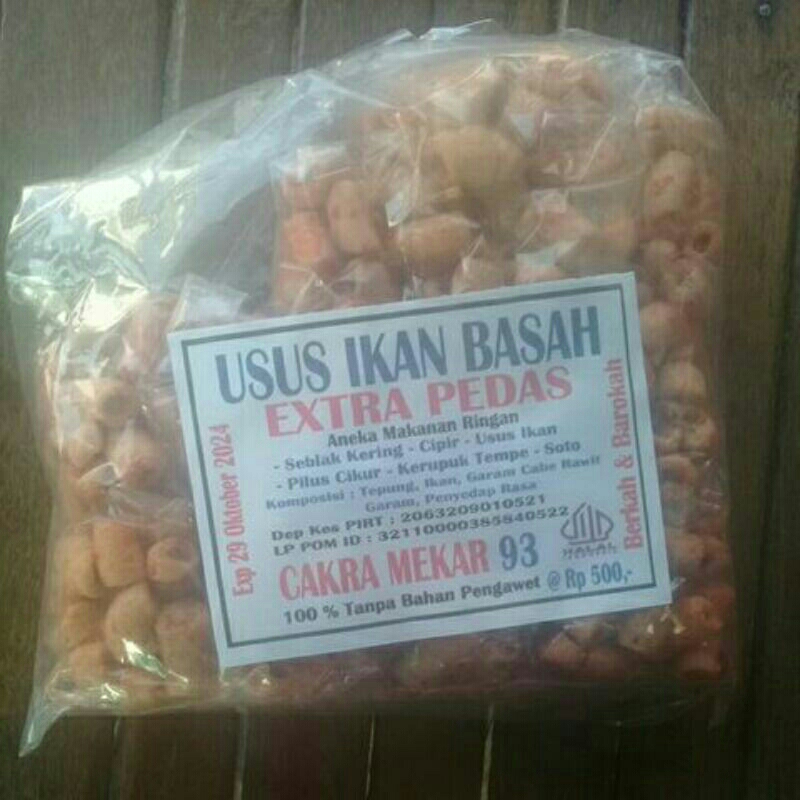 USUS IKAN BASAH
EXTRA PEDAS
Aneka Makanan Ringan
- Seblak Kering - Cipir - Usus Ikan
- Pilus Cikur - Kerupuk Tempe - Soto
Komposisi : Tepung, Ikan, Garam Cabe Rawit
Garam, Penyedap Rasa
Dep Kes PIRT : 2063209010521
LP POM ID : 32110000385840522
CAKRA MEKAR 93
100 % Tanpa Bahan Pengawet @ Rp 500,-
Exp 29 Oktober 2024
Berkah & Barokah
HALAL